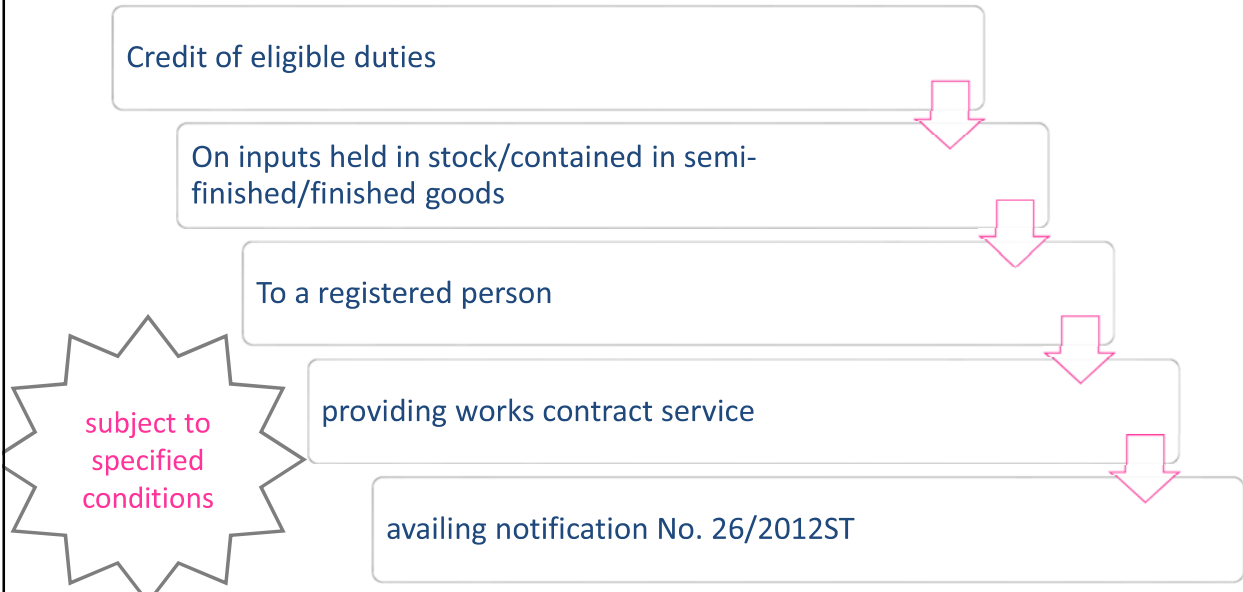 Credit of eligible duties
On inputs held in stock/contained in semi-
finished/finished goods
To a registered person
providing works contract service
availing notification No. 26/2012ST
subject to
specified
conditions